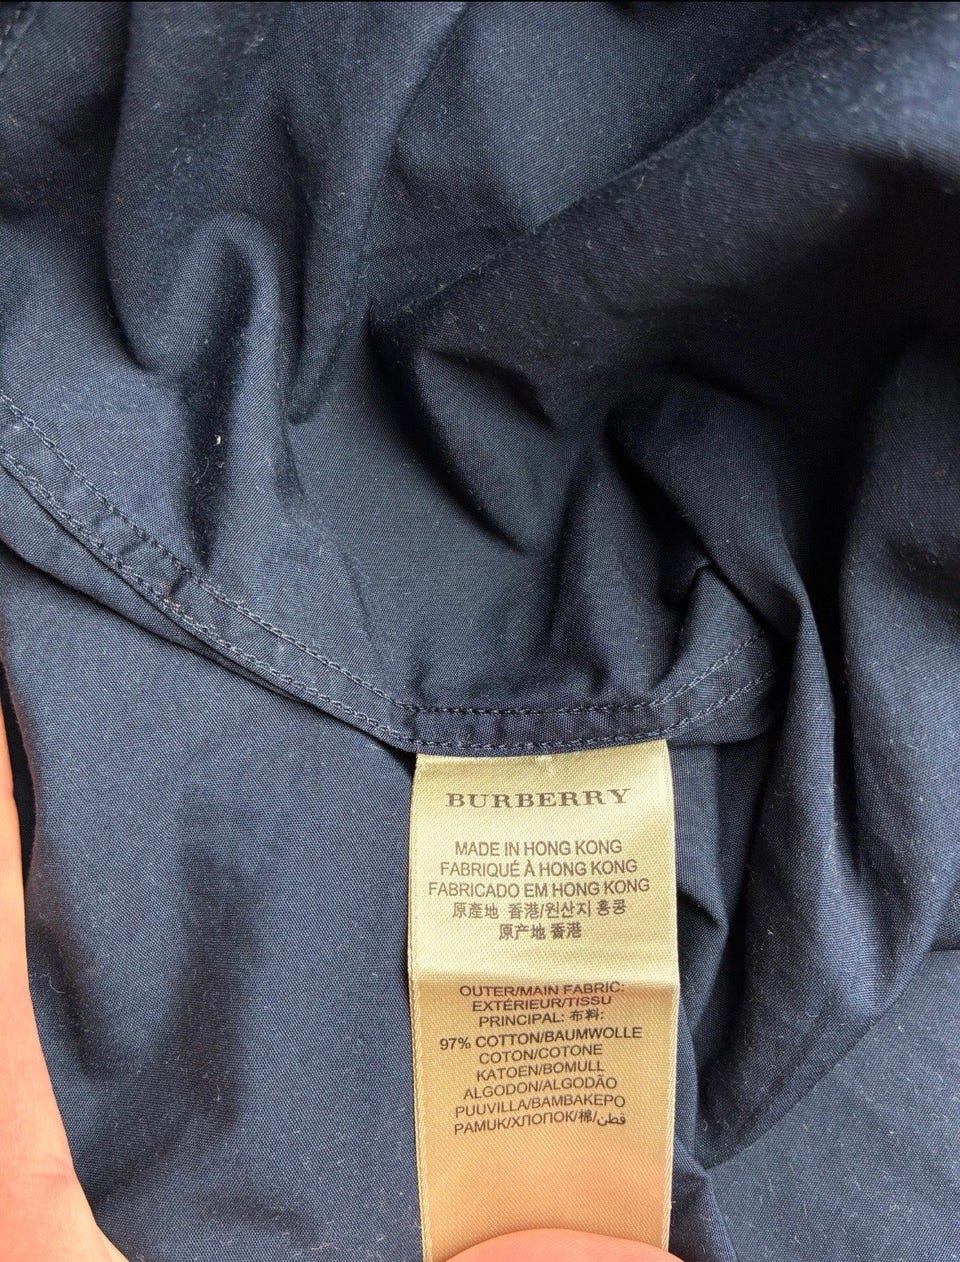 BURBERRY
MADE IN HONG KONG
FABRIQUÉ À HONG KONG
FABRICADO EM HONG KONG
原產地 香港/원산지 홍콩
原产地 香港
OUTER/MAIN FABRIC:
EXTÉRIEUR/TISSU
PRINCIPAL: 布料:
97% COTTON/BAUMWOLLE
COTON/COTONE
KATOEN/BOMULL
ALGODON/ALGODÃO
PUUVILLA/BAMBAKEPO
PAMUK/ХЛОПОК/棉/قطن